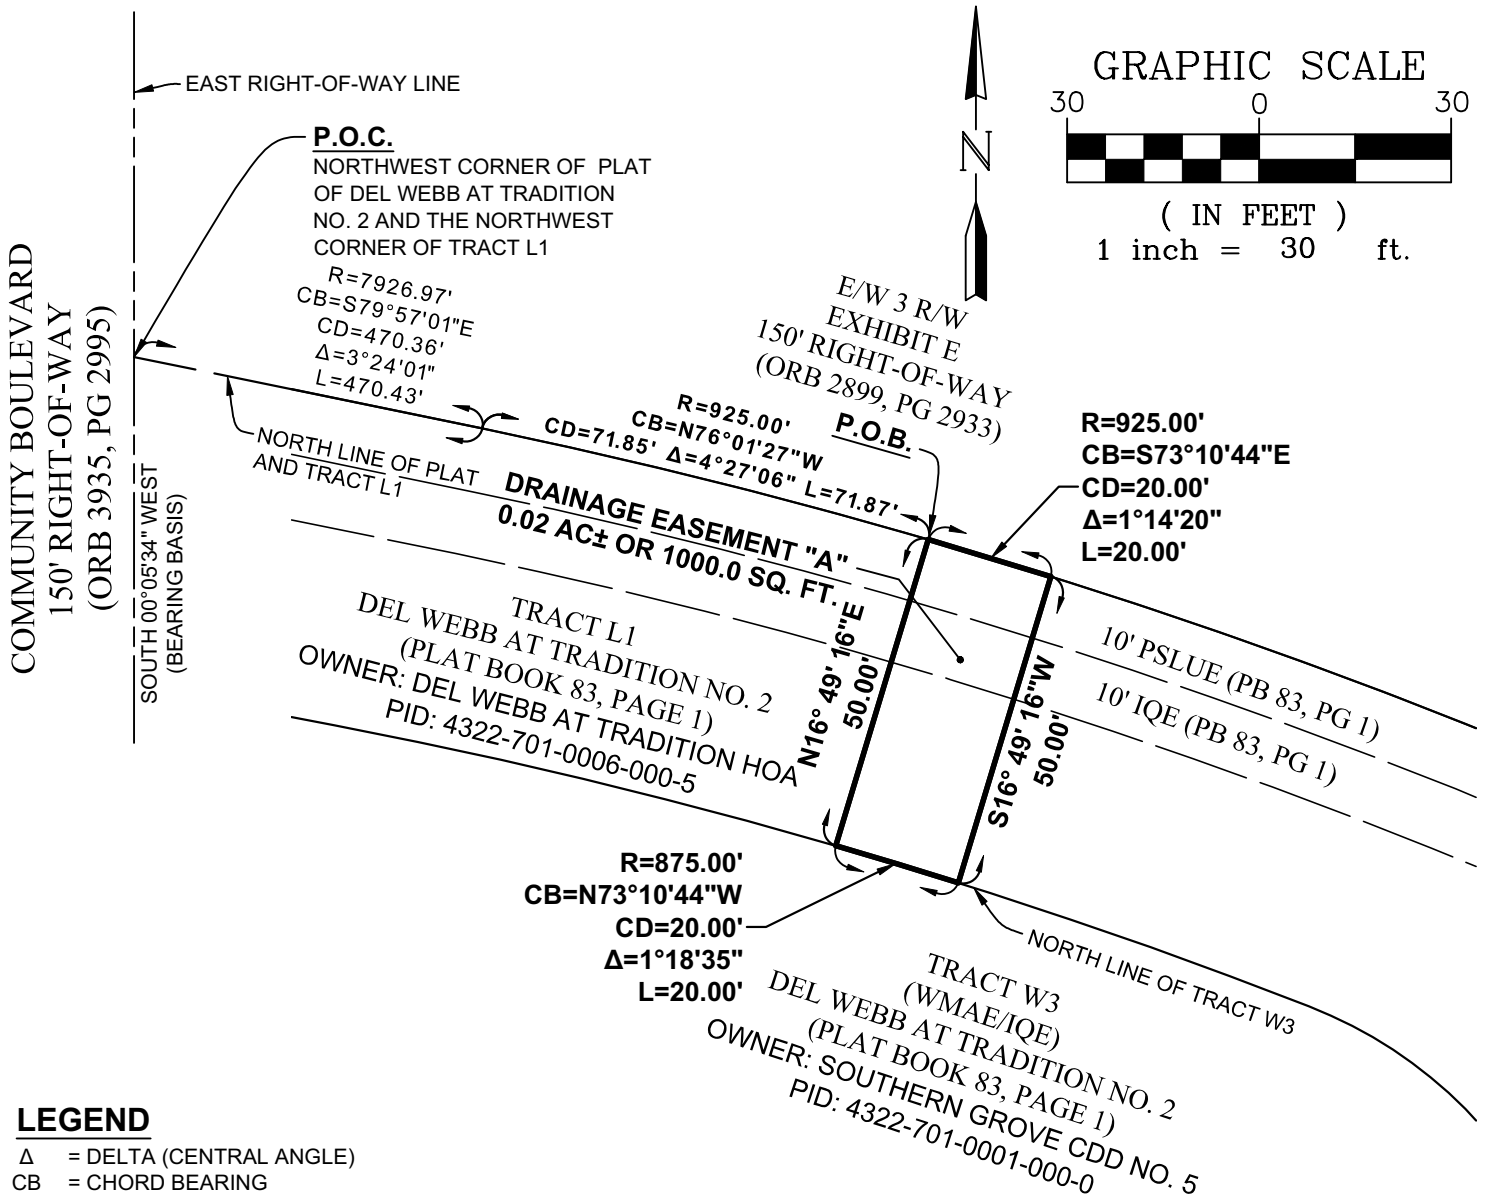 EAST RIGHT-OF-WAY LINE
P.O.C.
NORTHWEST CORNER OF PLAT
OF DEL WEBB AT TRADITION
NO. 2 AND THE NORTHWEST
CORNER OF TRACT L1
R=7926.97'
CB=S79°57'01"E
CD=470.36'
Δ=3°24'01"
L=470.43'
N
GRAPHIC SCALE
30 0 30
( IN FEET )
1 inch = 30 ft.
COMMUNITY BOULEVARD
150' RIGHT-OF-WAY
(ORB 3935, PG 2995)
SOUTH 00°05'34" WEST
(BEARING BASIS)
NORTH LINE OF PLAT
AND TRACT L1
E/W 3 R/W
EXHIBIT E
150' RIGHT-OF-WAY
(ORB 2899, PG 2933)
R=925.00'
CB=N76°01'27"W
CD=71.85' Δ=4°27'06" L=71.87'
P.O.B.
R=925.00'
CB=S73°10'44"E
CD=20.00'
Δ=1°14'20"
L=20.00'
DRAINAGE EASEMENT "A"
0.02 AC± OR 1000.0 SQ. FT.
TRACT L1
DEL WEBB AT TRADITION NO. 2
(PLAT BOOK 83, PAGE 1)
OWNER: DEL WEBB AT TRADITION HOA
PID: 4322-701-0006-000-5
N16° 49' 16"E
50.00'
S16° 49' 16"W
50.00'
10' PSLUE (PB 83, PG 1)
10' IQE (PB 83, PG 1)
R=875.00'
CB=N73°10'44"W
CD=20.00'
Δ=1°18'35"
L=20.00'
NORTH LINE OF TRACT W3
TRACT W3
(WMAE/IQE)
DEL WEBB AT TRADITION NO. 2
(PLAT BOOK 83, PAGE 1)
OWNER: SOUTHERN GROVE CDD NO. 5
PID: 4322-701-0001-000-0
LEGEND
Δ = DELTA (CENTRAL ANGLE)
CB = CHORD BEARING